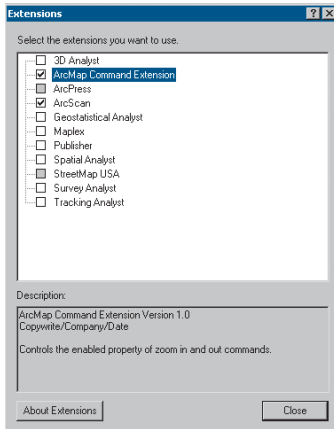 Extensions
Select the extensions you want to use.
3D Analyst
ArcMap Command Extension
ArcPress
ArcScan
Geostatistical Analyst
Maplex
Publisher
Spatial Analyst
StreetMap USA
Survey Analyst
Tracking Analyst
Description:
ArcMap Command Extension Version 1.0
Copywrite/Company/Date
Controls the enabled property of zoom in and out commands.
About Extensions
Close